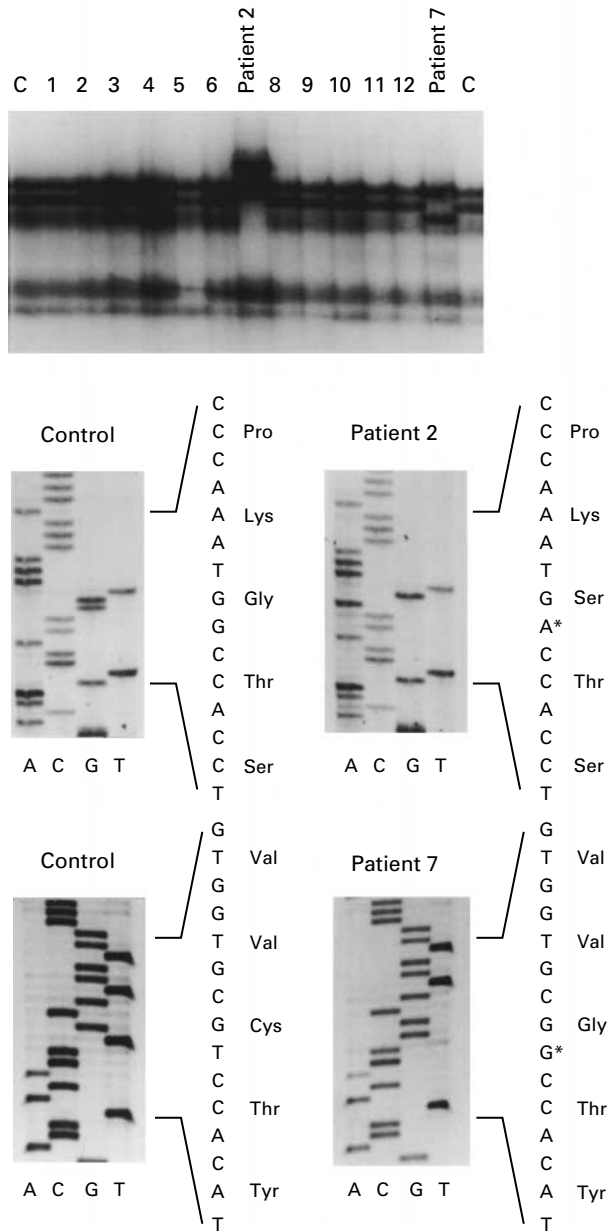 C 1 2 3 4 5 6 Patient 2 8 9 10 11 12 Patient 7 C
Control
C
C Pro
C
A
A Lys
A
T
G Gly
G
C
C Thr
A
C
C Ser
T
A C G T
Patient 2
C
C Pro
C
A
A Lys
A
T
G Ser
A*
C
C Thr
A
C
C Ser
T
A C G T
Control
G
T Val
G
G
T Val
G
C
G Cys
T
C
C Thr
A
C
A Tyr
T
A C G T
Patient 7
G
T Val
G
G
T Val
G
C
G Gly
G*
C
C Thr
A
C
A Tyr
T
A C G T